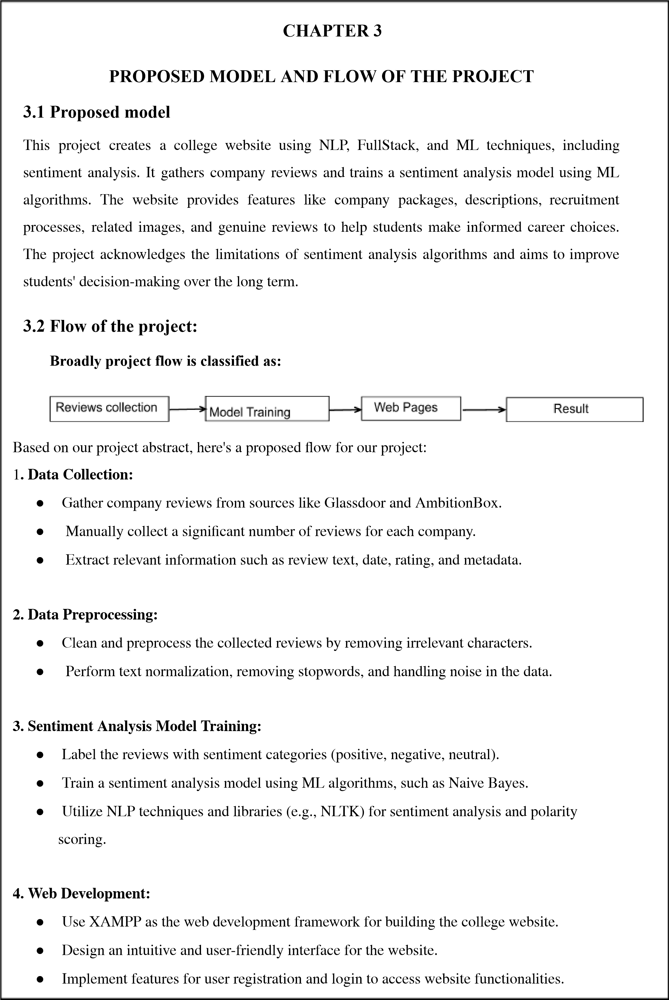 CHAPTER 3
PROPOSED MODEL AND FLOW OF THE PROJECT
3.1 Proposed model
This project creates a college website using NLP, FullStack, and ML techniques, including
sentiment analysis. It gathers company reviews and trains a sentiment analysis model using ML
algorithms. The website provides features like company packages, descriptions, recruitment
processes, related images, and genuine reviews to help students make informed career choices.
The project acknowledges the limitations of sentiment analysis algorithms and aims to improve
students' decision-making over the long term.
3.2 Flow of the project:
Broadly project flow is classified as:
Reviews collection
Model Training
Web Pages
Result
Based on our project abstract, here's a proposed flow for our project:
1. Data Collection:
● Gather company reviews from sources like Glassdoor and AmbitionBox.
● Manually collect a significant number of reviews for each company.
● Extract relevant information such as review text, date, rating, and metadata.
2. Data Preprocessing:
● Clean and preprocess the collected reviews by removing irrelevant characters.
● Perform text normalization, removing stopwords, and handling noise in the data.
3. Sentiment Analysis Model Training:
● Label the reviews with sentiment categories (positive, negative, neutral).
● Train a sentiment analysis model using ML algorithms, such as Naive Bayes.
● Utilize NLP techniques and libraries (e.g., NLTK) for sentiment analysis and polarity
scoring.
4. Web Development:
● Use XAMPP as the web development framework for building the college website.
● Design an intuitive and user-friendly interface for the website.
● Implement features for user registration and login to access website functionalities.